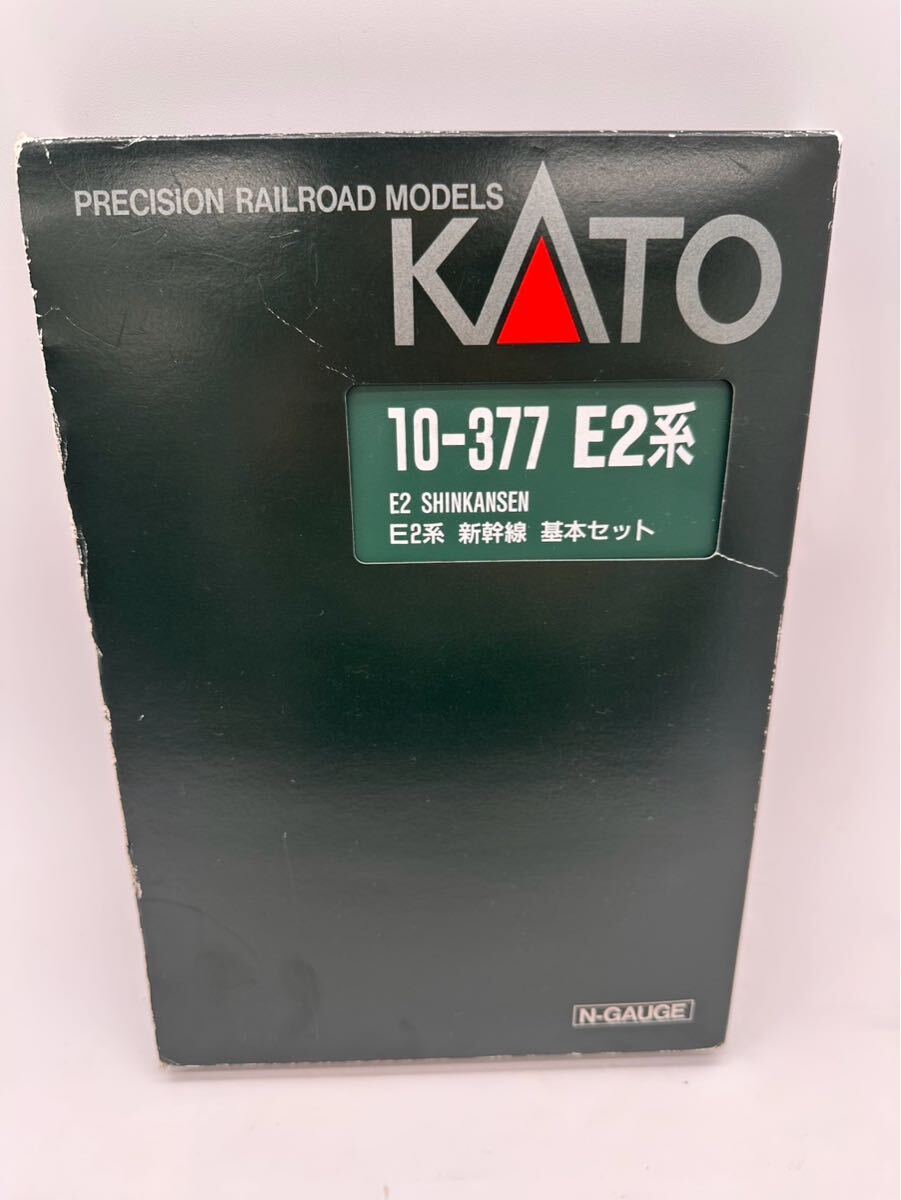 PRECISION RAILROAD MODELS
KATO
10-377 E2系
E2 SHINKANSEN
E2系 新幹線 基本セット
N-GAUGE